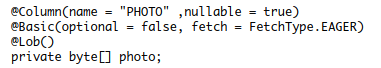 @Column(name = "PHOTO" ,nullable = true)
@Basic(optional = false, fetch = FetchType.EAGER)
@Lob()
private byte[] photo;